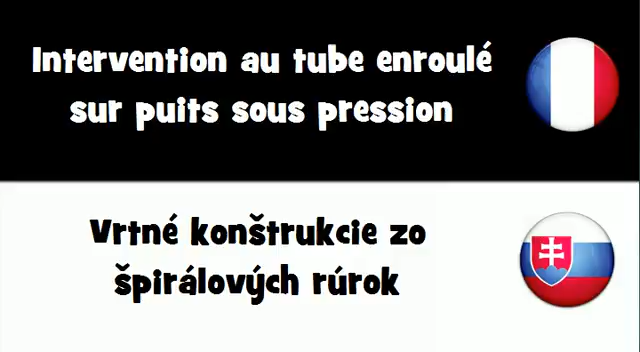 Intervention au tube enroulé
sur puits sous pression
Vrtné konštrukcie zo
špirálových rúrok